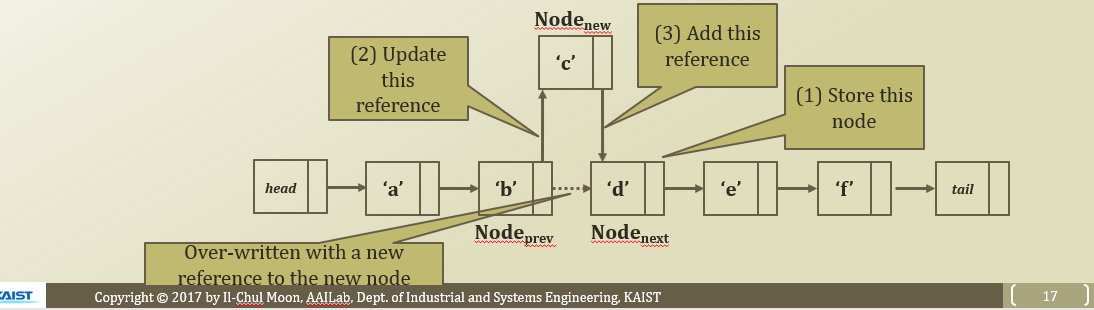 Node new
(2) Update
this
reference
‘c’
(3) Add this
reference
(1) Store this
node
head
‘a’
‘b’
‘d’
‘e’
‘f’
tail
Node prev
Node next
Over-written with a new
reference to the new node
KAIST
Copyright © 2017 by Il-Chul Moon, AAILab, Dept. of Industrial and Systems Engineering, KAIST
17